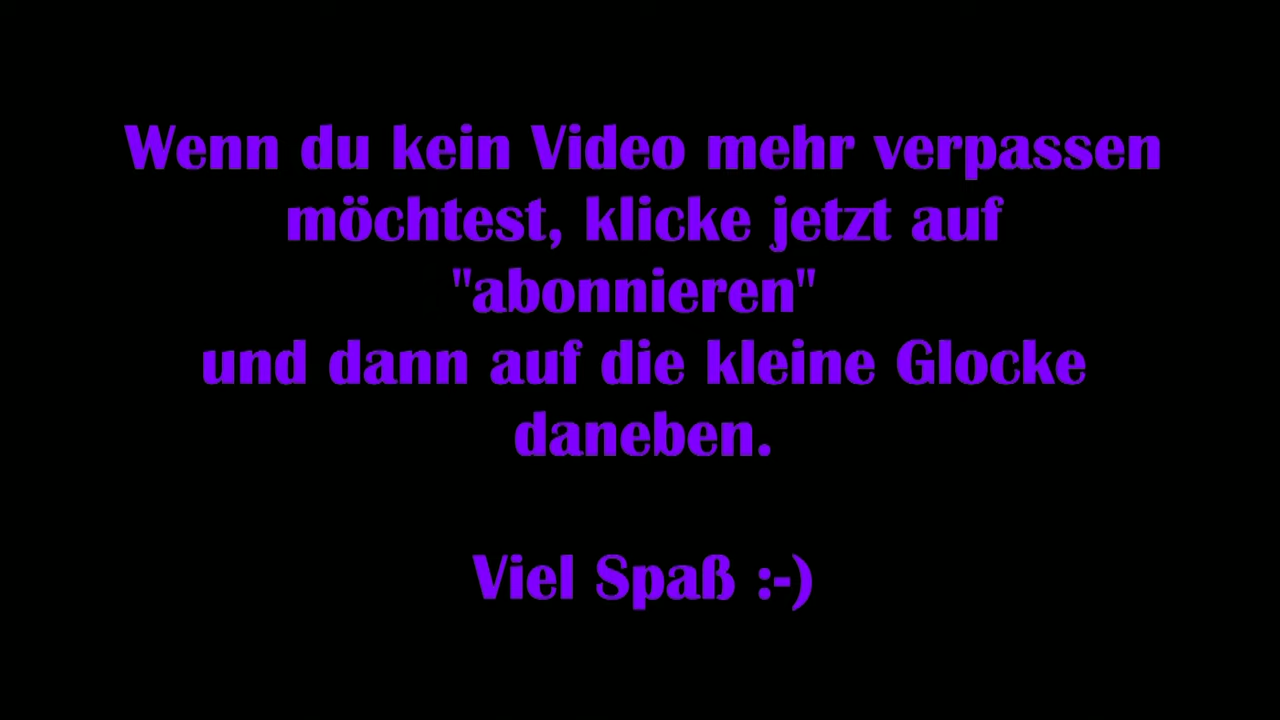 Wenn du kein Video mehr verpassen
möchtest, klicke jetzt auf
"abonnieren"
und dann auf die kleine Glocke
daneben.
Viel Spaß :-)